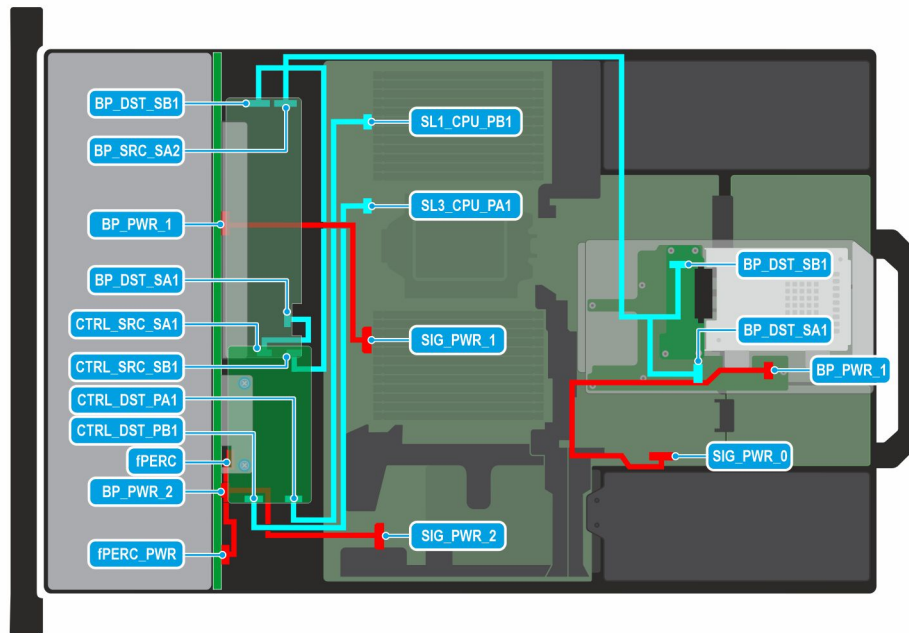 BP_DST_SB1
BP_SRC_SA2
BP_PWR_1
BP_DST_SA1
CTRL_SRC_SA1
CTRL_SRC_SB1
CTRL_DST_PA1
CTRL_DST_PB1
fPERC
BP_PWR_2
fPERC_PWR
SL1_CPU_PB1
SL3_CPU_PA1
SIG_PWR_1
SIG_PWR_2
BP_DST_SB1
BP_DST_SA1
BP_PWR_1
SIG_PWR_0